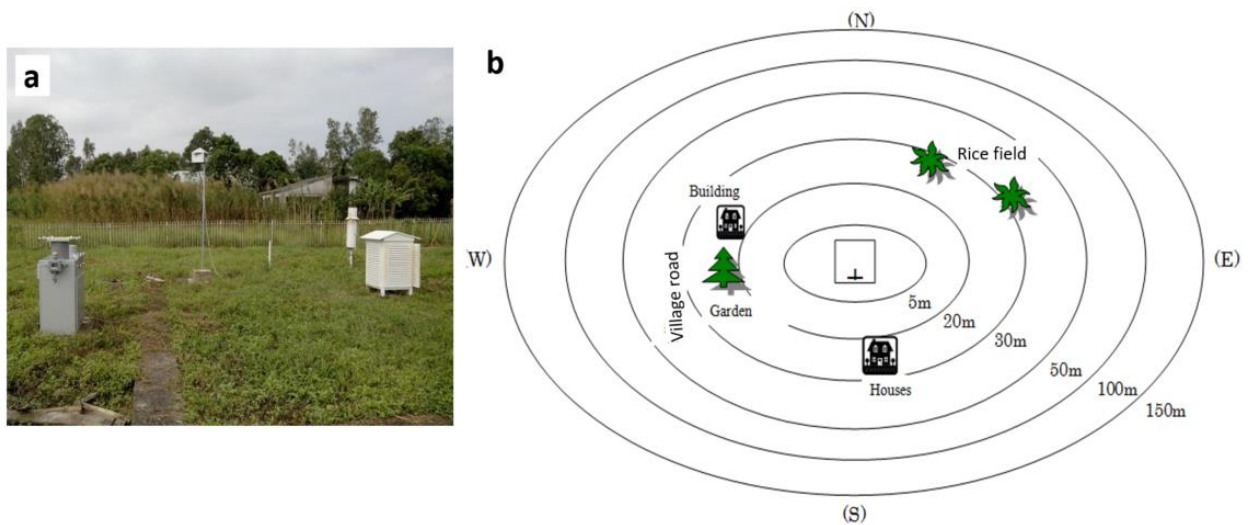 a
b
(N)
Rice field
Building
W)
(E)
Village road
5m
Garden
20m
30m
50m
Houses
100m
150m
(S)